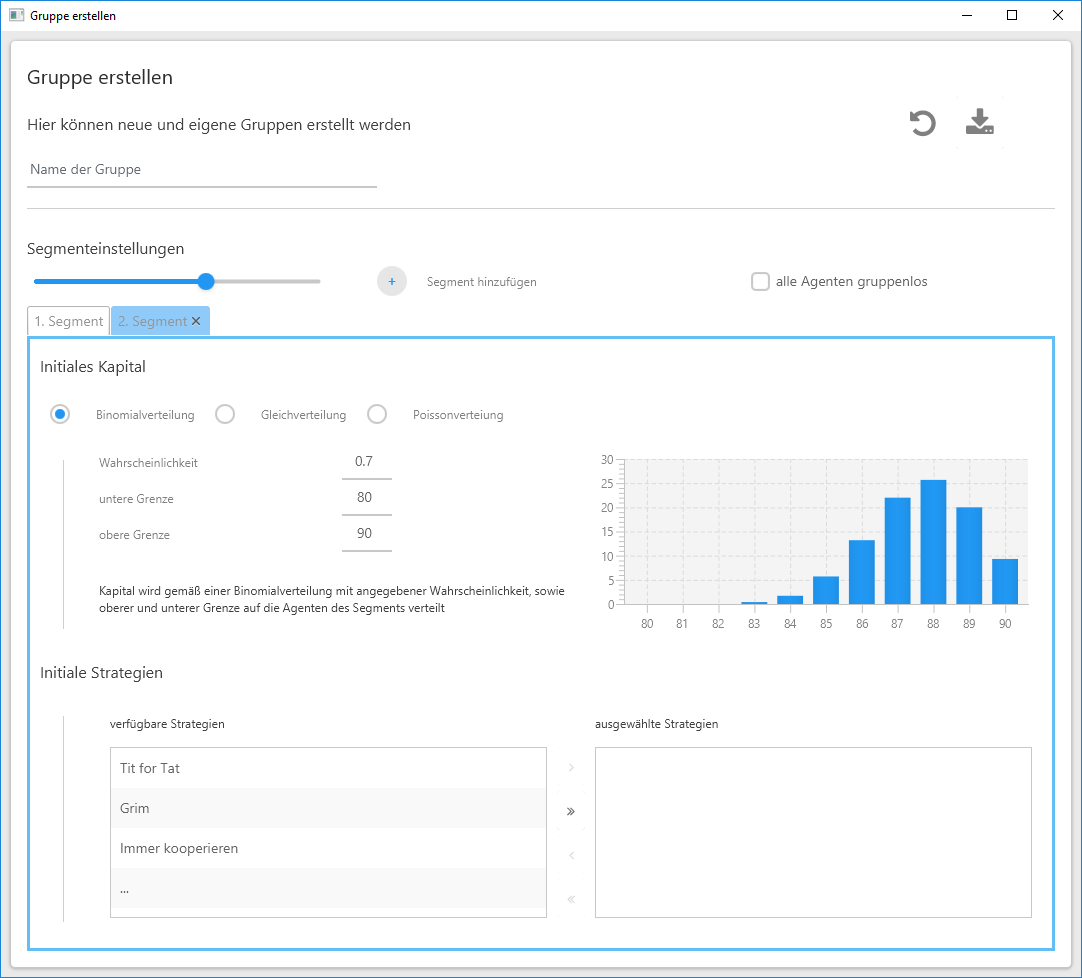 Gruppe erstellen
Gruppe erstellen
Hier können neue und eigene Gruppen erstellt werden
Name der Gruppe
Segmenteinstellungen
+ Segment hinzufügen
alle Agenten gruppenlos
1. Segment
2. Segment ×
Initiales Kapital
Binomialverteilung
Gleichverteilung
Poissonverteiung
Wahrscheinlichkeit 0.7
untere Grenze 80
obere Grenze 90
Kapital wird gemäß einer Binomialverteilung mit angegebener Wahrscheinlichkeit, sowie
oberer und unterer Grenze auf die Agenten des Segments verteilt
30
25
20
15
10
5
0
80 81 82 83 84 85 86 87 88 89 90
Initiale Strategien
verfügbare Strategien
Tit for Tat
Grim
Immer kooperieren
...
›
»
‹
«
ausgewählte Strategien